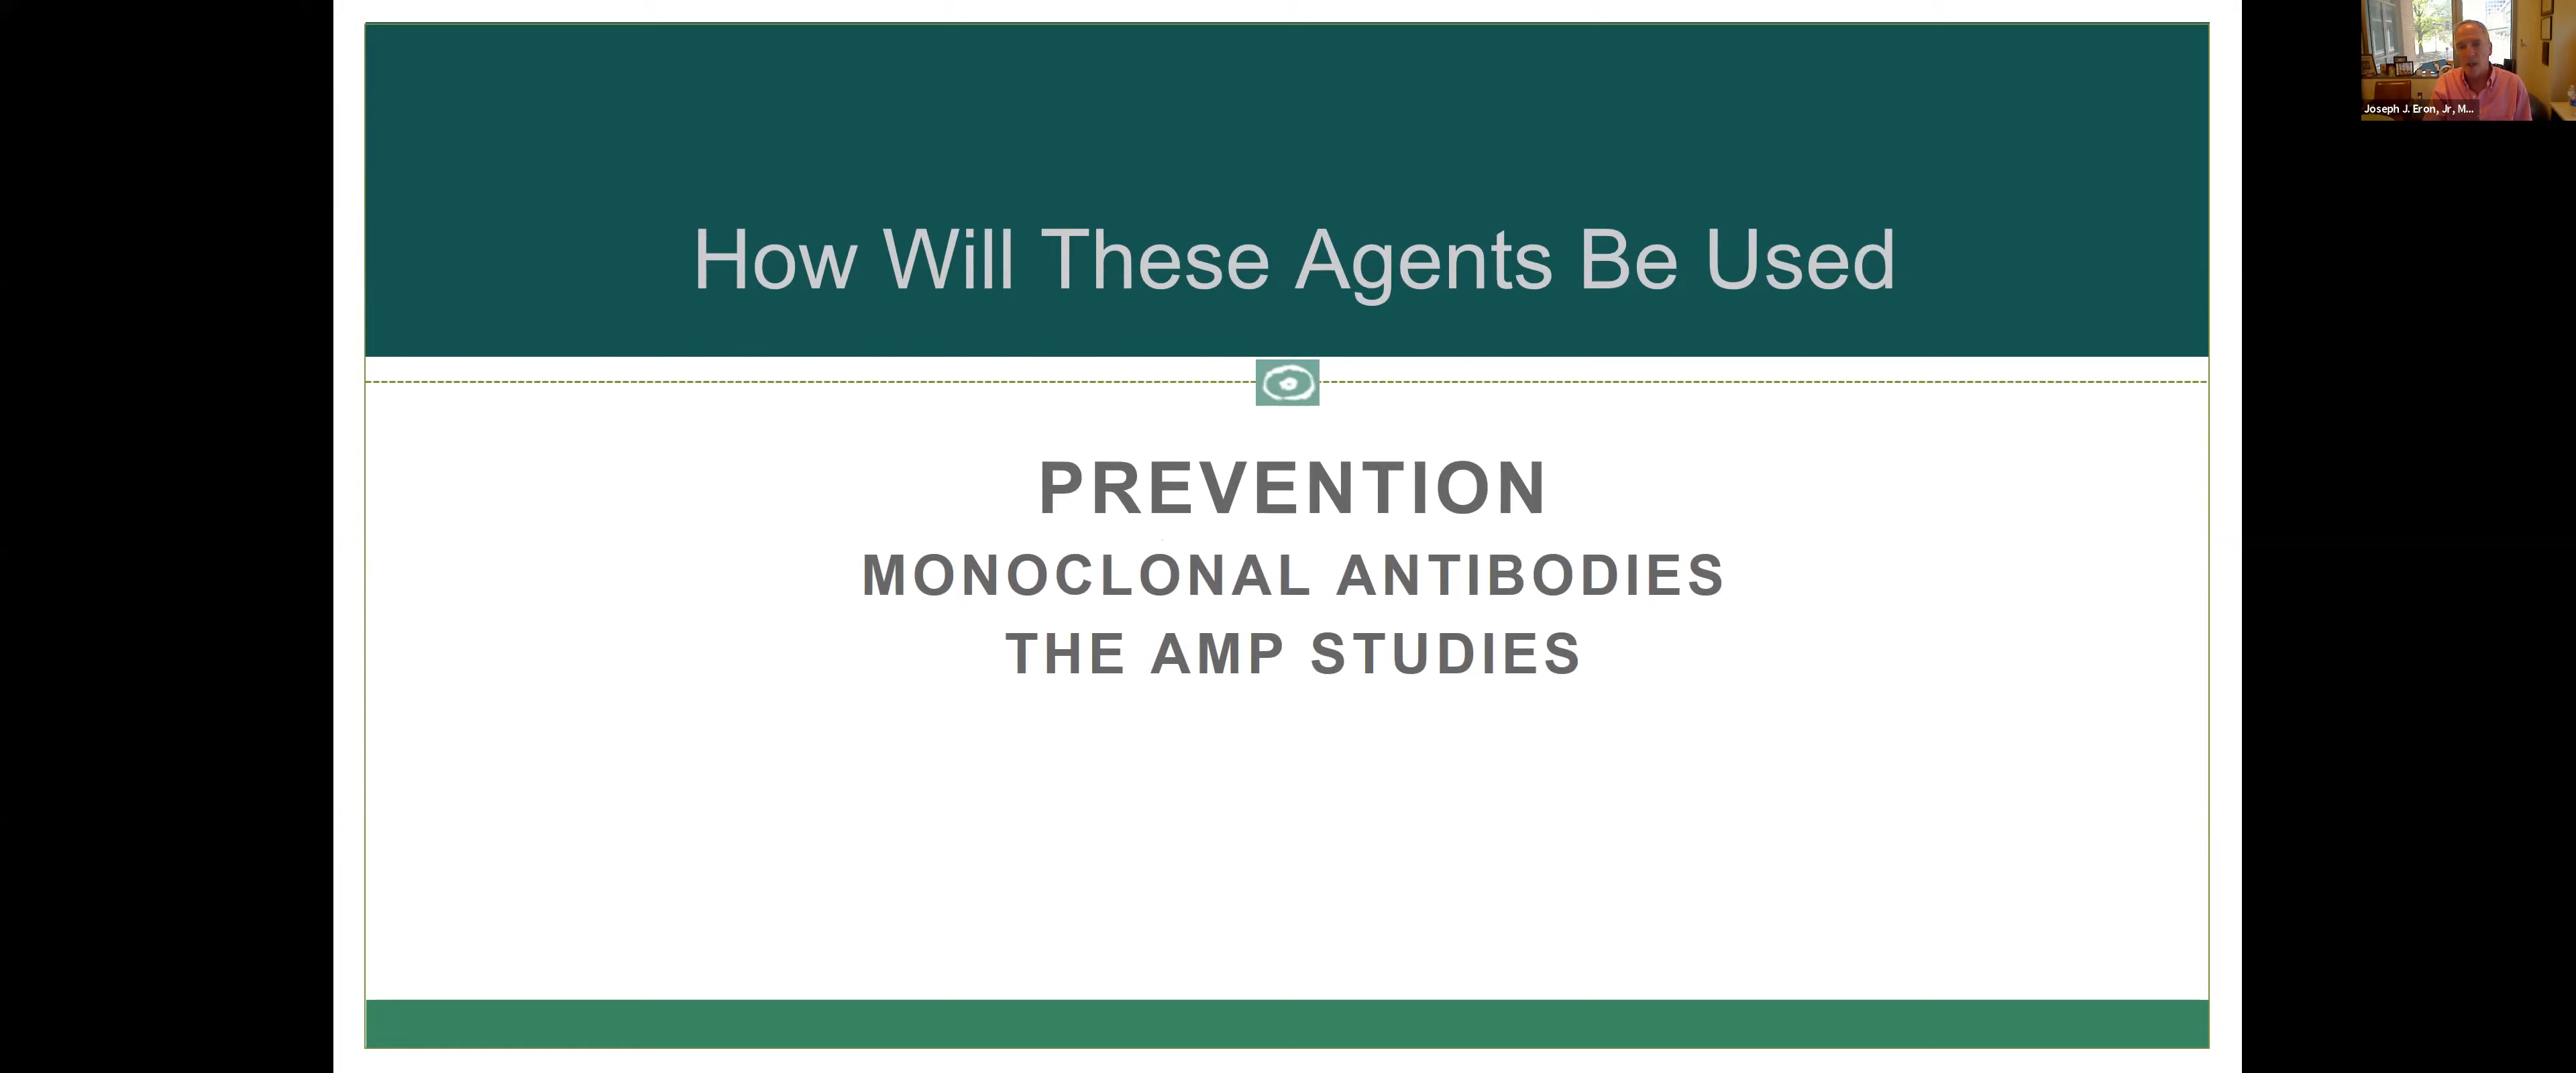 How Will These Agents Be Used
PREVENTION
MONOCLONAL ANTIBODIES
THE AMP STUDIES
Joseph J. Eron, Jr, M...